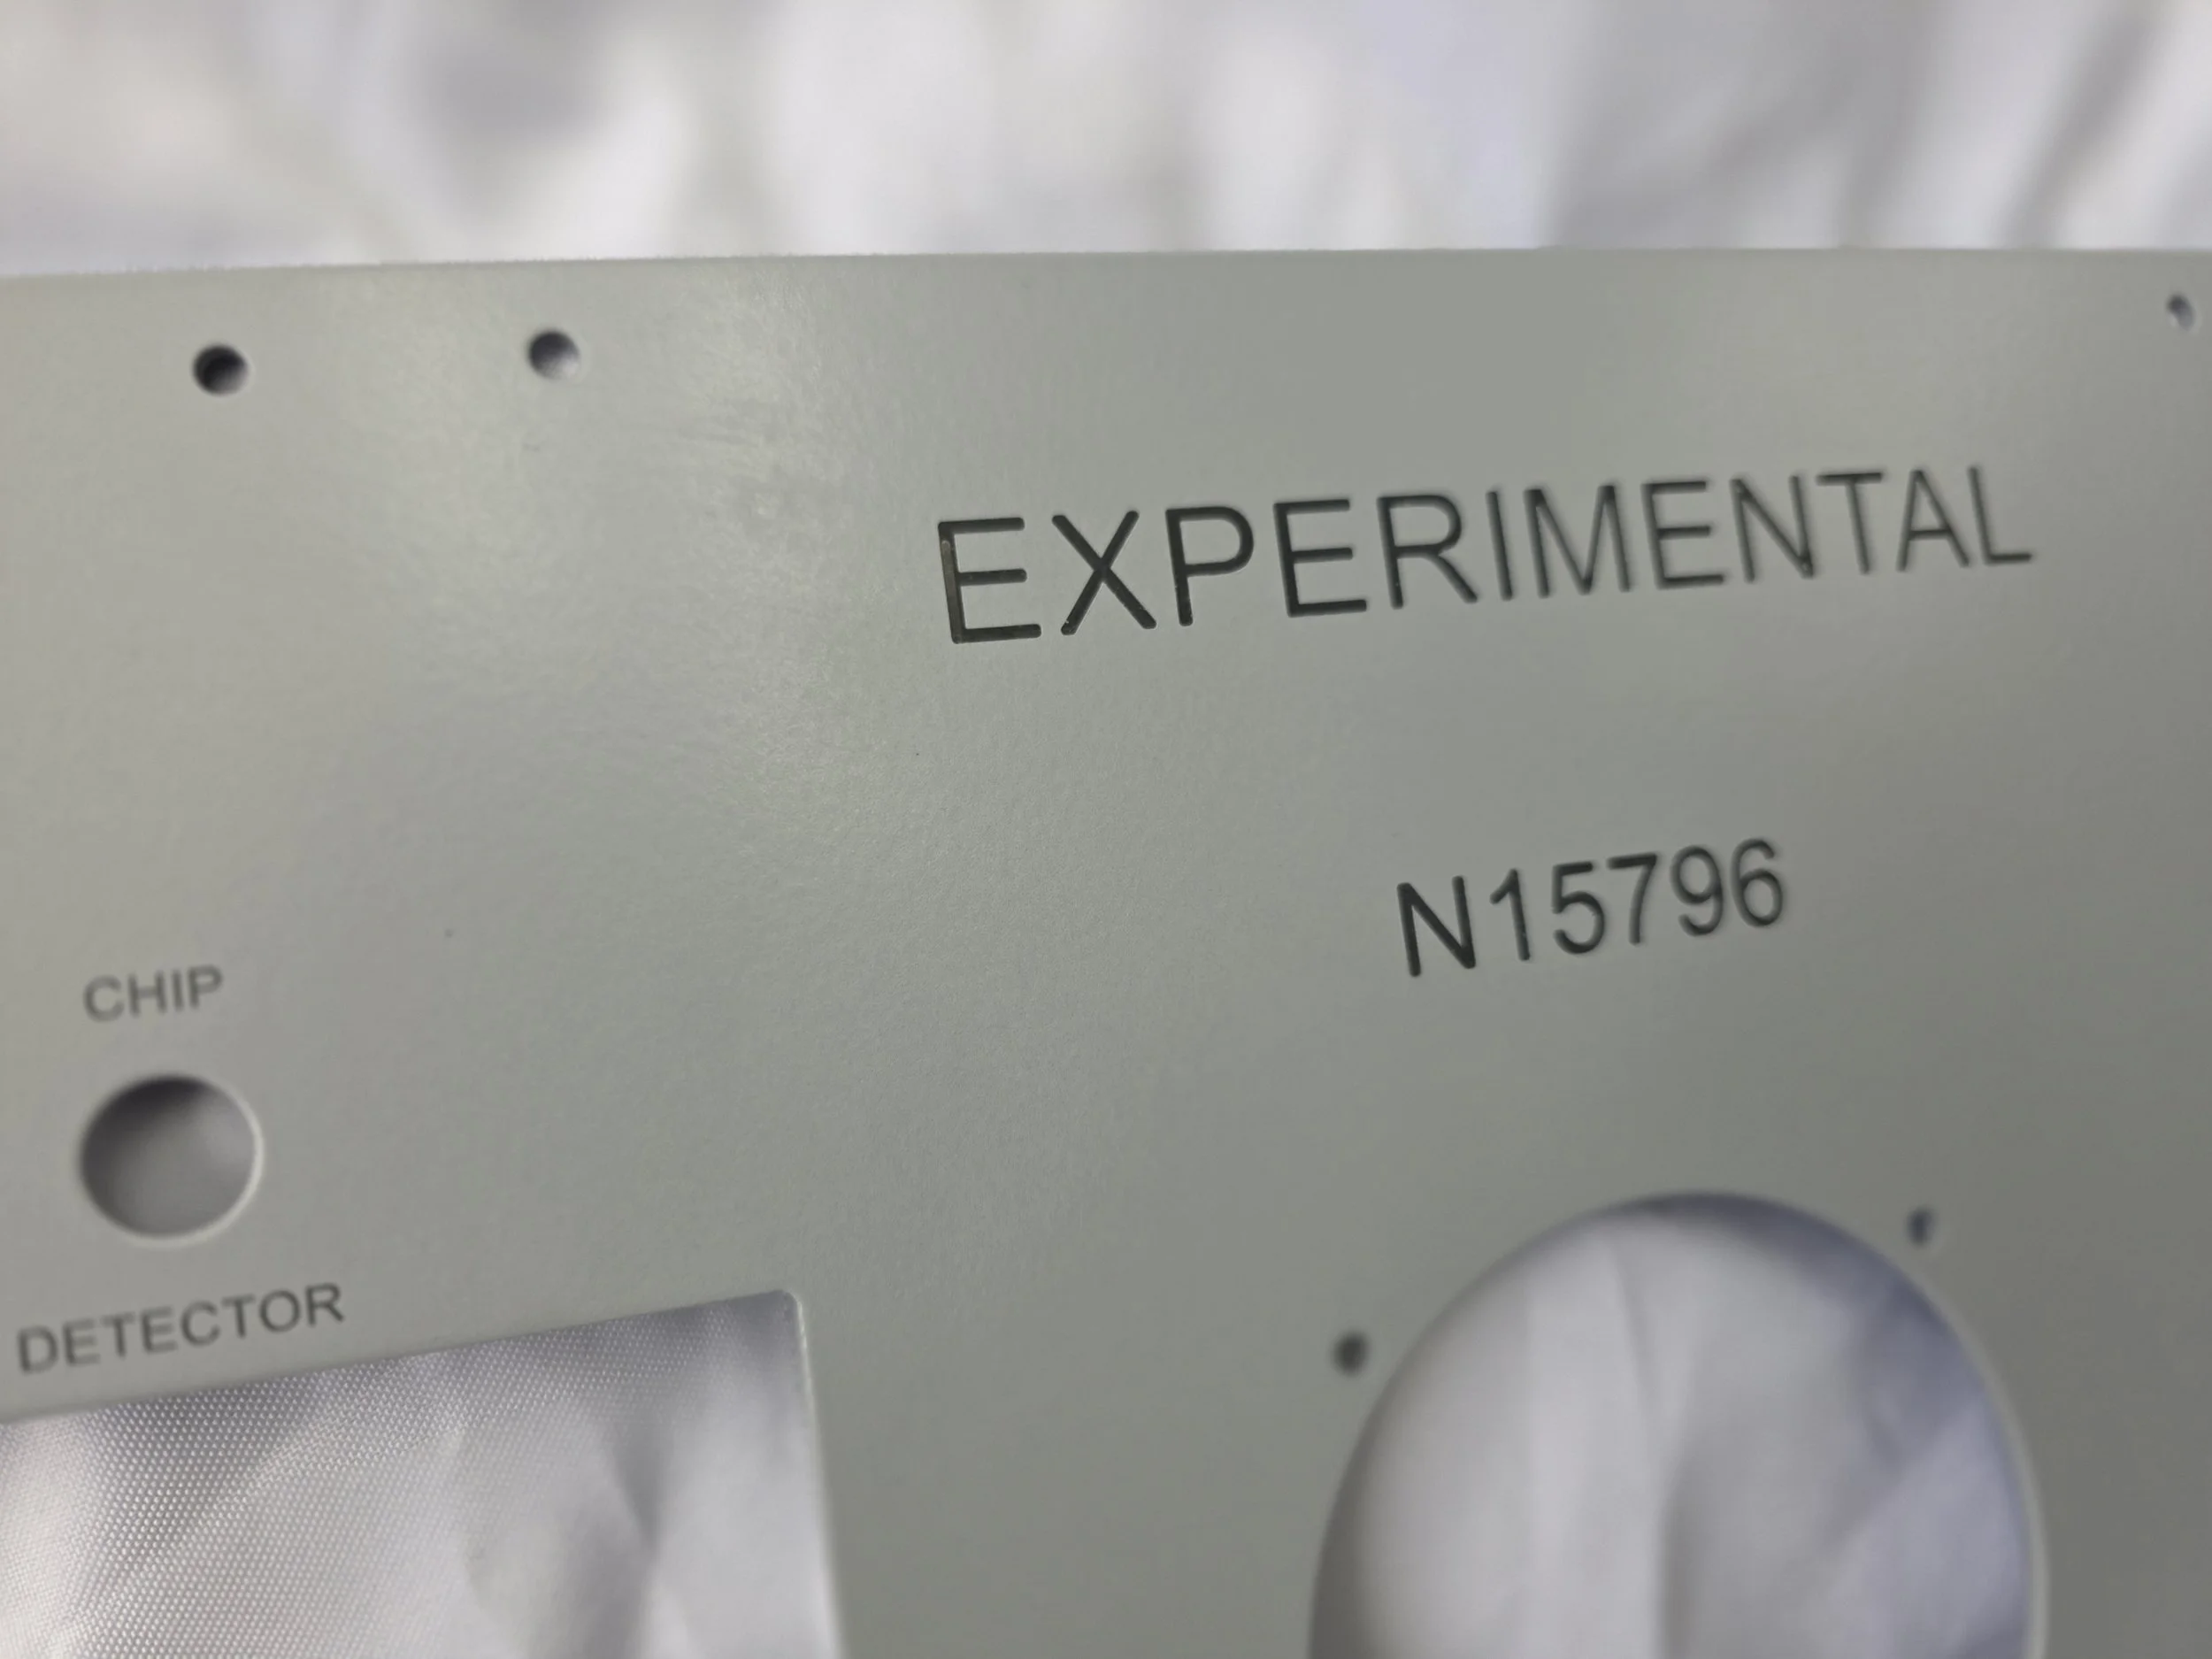 EXPERIMENTAL
N15796
CHIP
DETECTOR